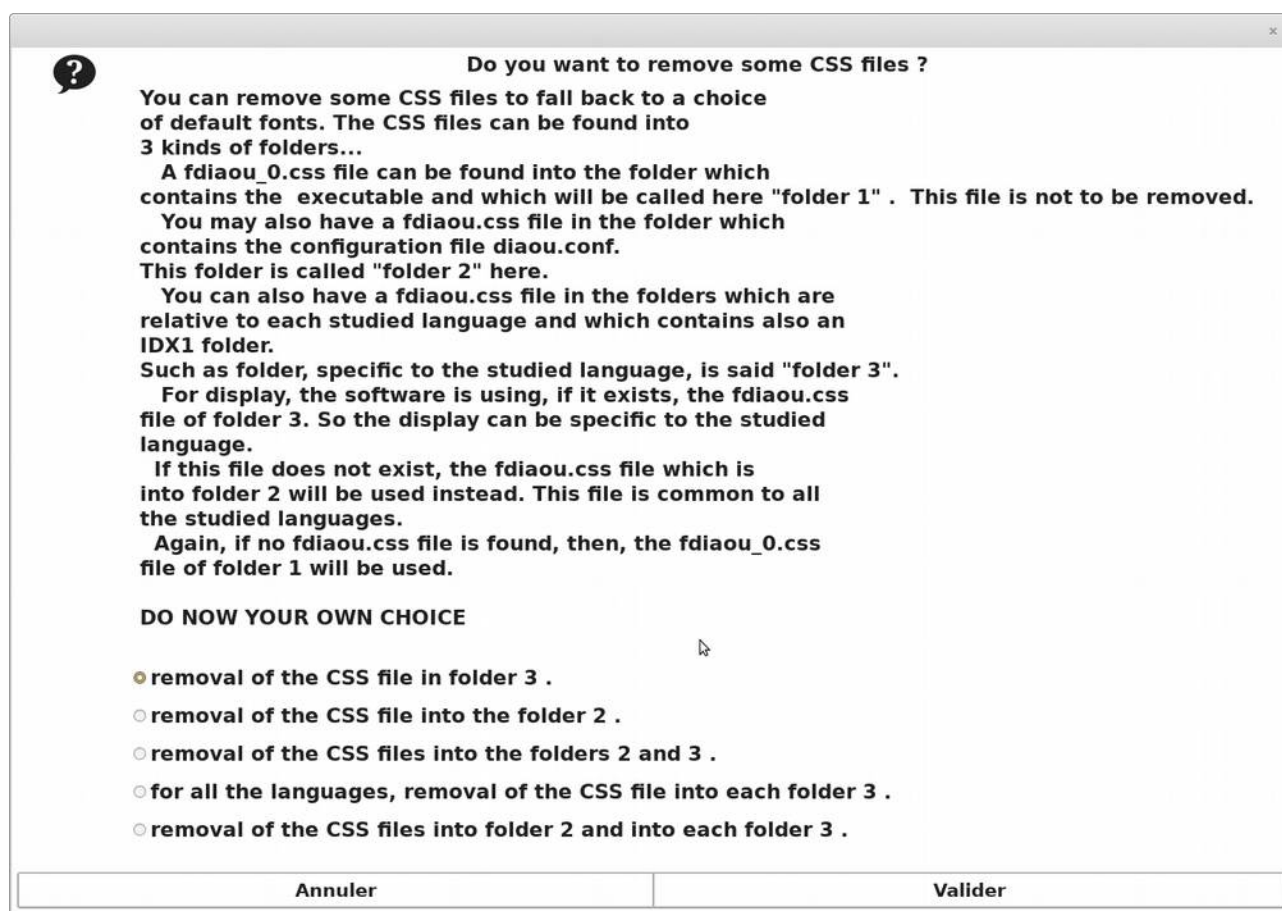 Do you want to remove some CSS files ?
You can remove some CSS files to fall back to a choice
of default fonts. The CSS files can be found into
3 kinds of folders...
A fdiaou_0.css file can be found into the folder which
contains the  executable and which will be called here "folder 1" .  This file is not to be removed.
You may also have a fdiaou.css file in the folder which
contains the configuration file diaou.conf.
This folder is called "folder 2" here.
You can also have a fdiaou.css file in the folders which are
relative to each studied language and which contains also an
IDX1 folder.
Such as folder, specific to the studied language, is said "folder 3".
For display, the software is using, if it exists, the fdiaou.css
file of folder 3. So the display can be specific to the studied
language.
If this file does not exist, the fdiaou.css file which is
into folder 2 will be used instead. This file is common to all
the studied languages.
Again, if no fdiaou.css file is found, then, the fdiaou_0.css
file of folder 1 will be used.
DO NOW YOUR OWN CHOICE
removal of the CSS file in folder 3 .
removal of the CSS file into the folder 2 .
removal of the CSS files into the folders 2 and 3 .
for all the languages, removal of the CSS file into each folder 3 .
removal of the CSS files into folder 2 and into each folder 3 .
Annuler Valider